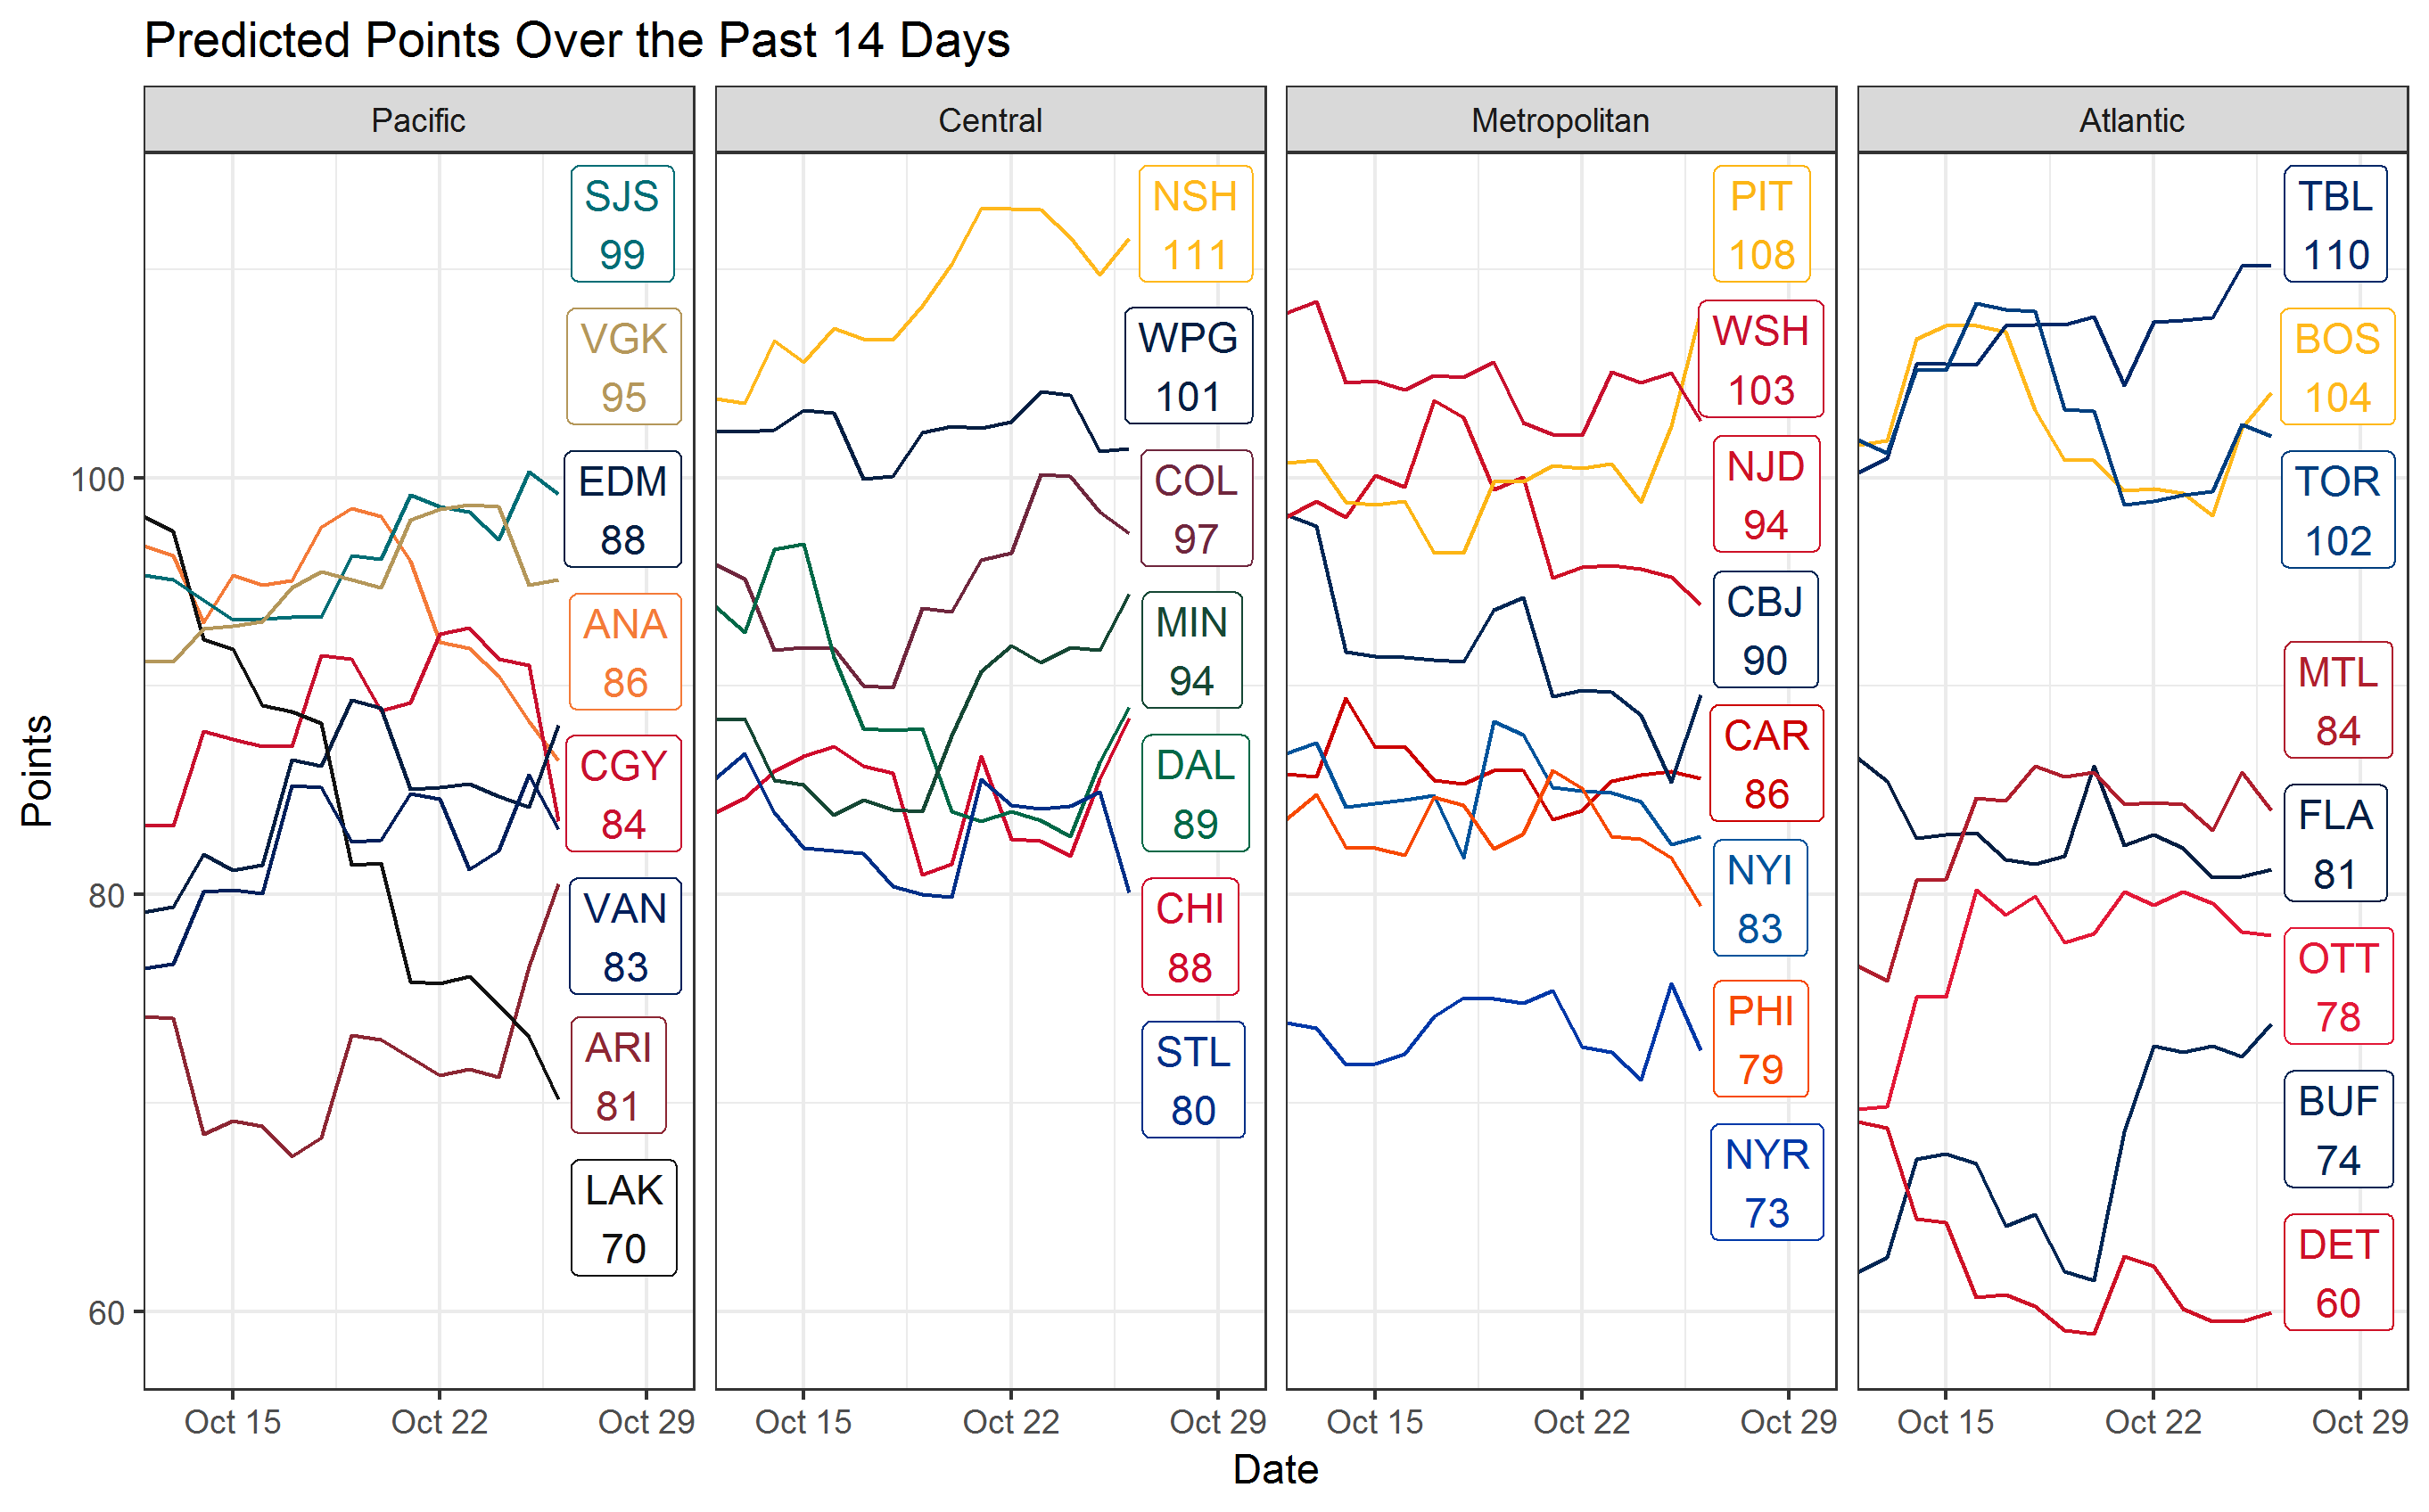 Predicted Points Over the Past 14 Days
Pacific
Central
Metropolitan
Atlantic
Points
100
80
60
SJS
99
VGK
95
EDM
88
ANA
86
CGY
84
VAN
83
ARI
81
LAK
70
NSH
111
WPG
101
COL
97
MIN
94
DAL
89
CHI
88
STL
80
PIT
108
WSH
103
NJD
94
CBJ
90
CAR
86
NYI
83
PHI
79
NYR
73
TBL
110
BOS
104
TOR
102
MTL
84
FLA
81
OTT
78
BUF
74
DET
60
Oct 15
Oct 22
Oct 29
Oct 15
Oct 22
Oct 29
Oct 15
Oct 22
Oct 29
Oct 15
Oct 22
Oct 29
Date